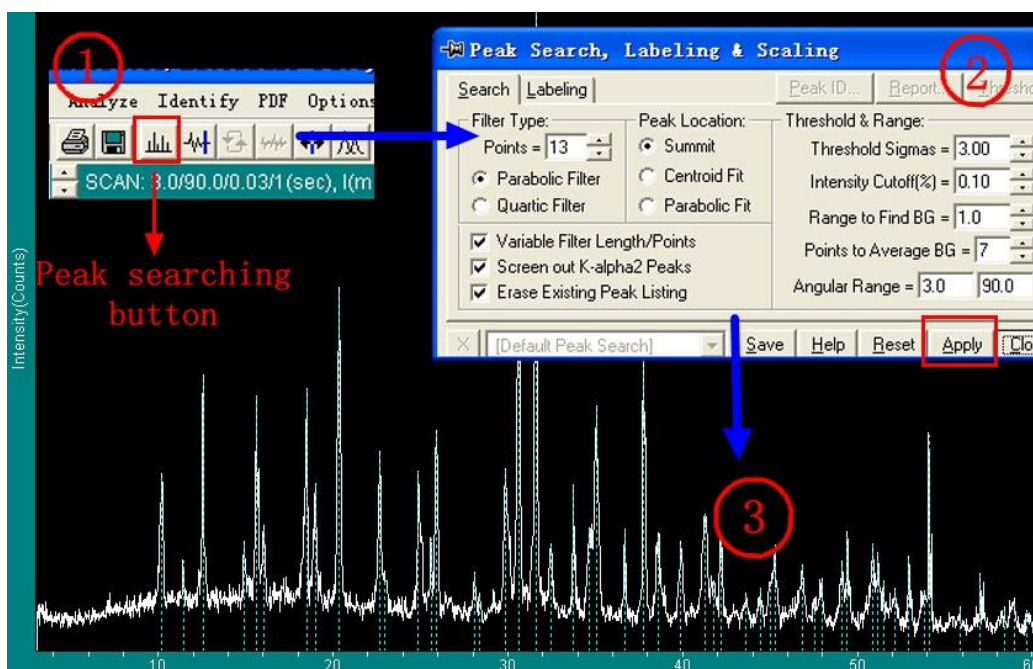 1
Analyze Identify PDF Options
SCAN: 3.0/90.0/0.03/1(sec), I(m
Peak searching
button
Intensity(Counts)
Peak Search, Labeling & Scaling
2
Search Labeling Peak ID... Report...
Filter Type:
Points = 13
Parabolic Filter
Quartic Filter
Peak Location:
Summit
Centroid Fit
Parabolic Fit
Threshold & Range:
Threshold Sigmas = 3.00
Intensity Cutoff(%) = 0.10
Range to Find BG = 1.0
Points to Average BG = 7
Angular Range = 3.0 90.0
Variable Filter Length/Points
Screen out K-alpha2 Peaks
Erase Existing Peak Listing
X [Default Peak Search] Save Help Reset Apply Clo
3
10 20 30 40 50